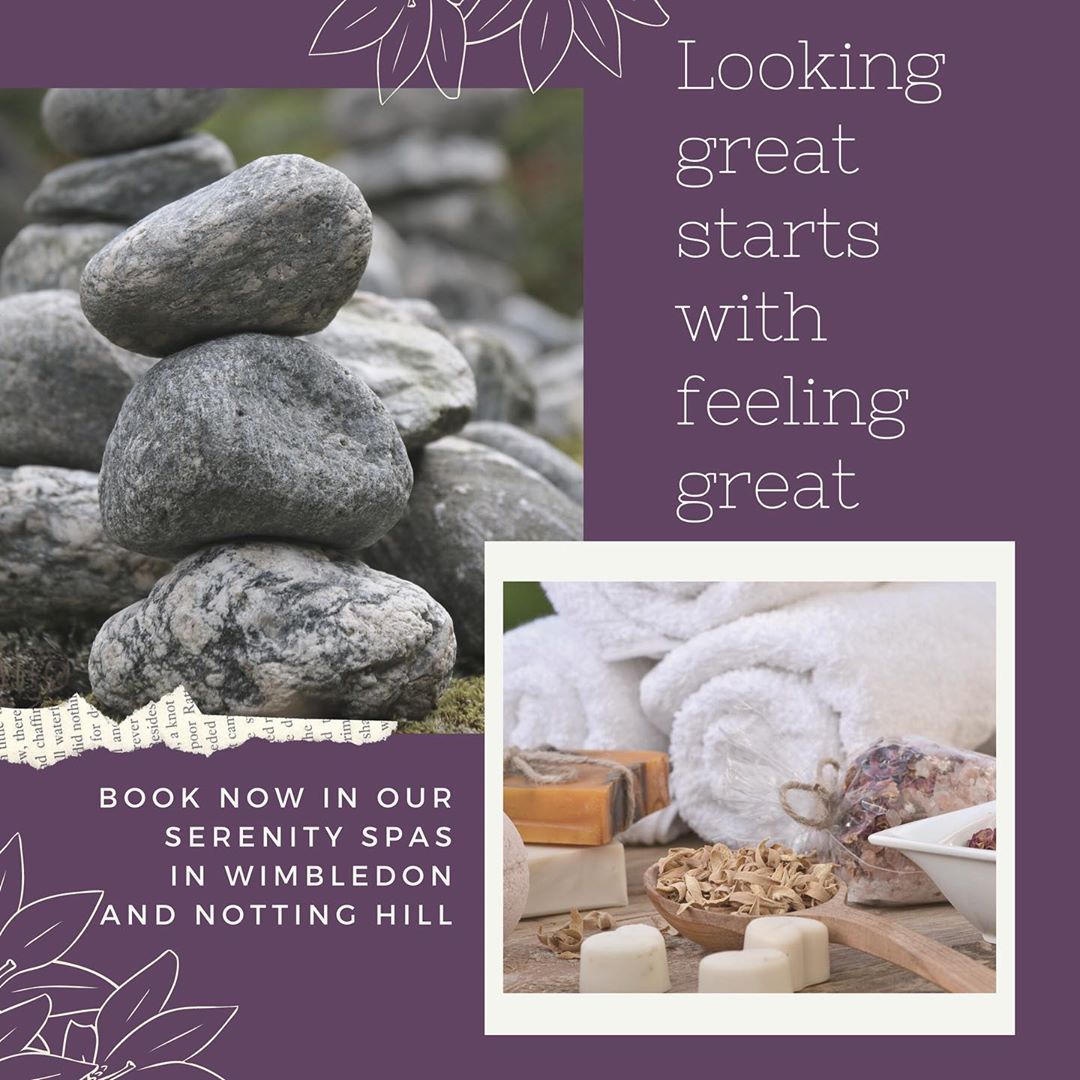 Looking
great
starts
with
feeling
great
BOOK NOW IN OUR
SERENITY SPAS
IN WIMBLEDON
AND NOTTING HILL